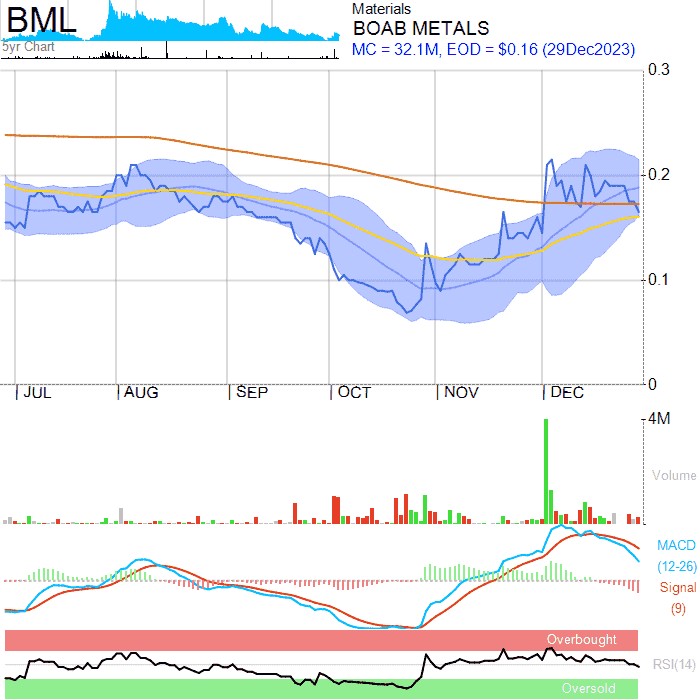 BML
5yr Chart
Materials
BOAB METALS
MC = 32.1M, EOD = $0.16 (29Dec2023)
0.3
0.2
0.1
0
JUL AUG SEP OCT NOV DEC
4M
Volume
MACD
(12-26)
Signal
(9)
Overbought
RSI(14)
Oversold